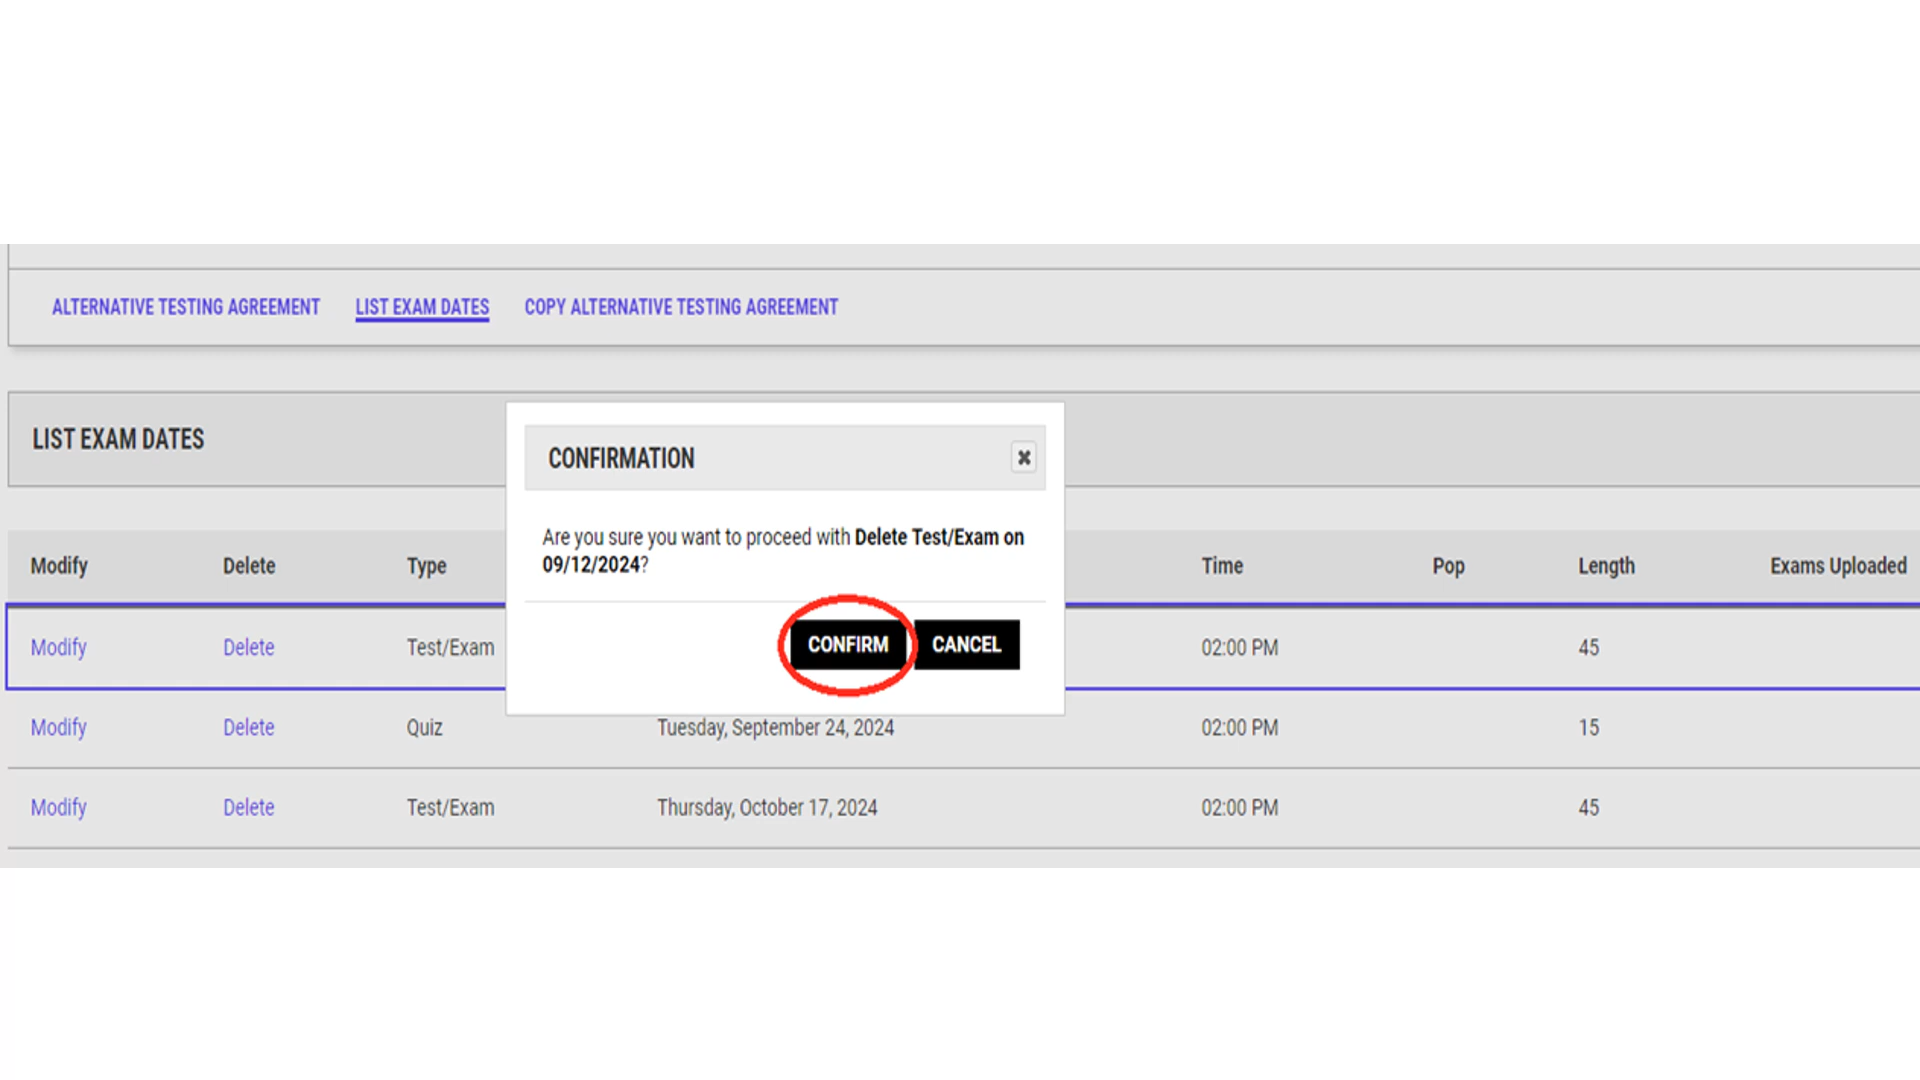 ALTERNATIVE TESTING AGREEMENT LIST EXAM DATES COPY ALTERNATIVE TESTING AGREEMENT
LIST EXAM DATES
CONFIRMATION
Are you sure you want to proceed with Delete Test/Exam on
09/12/2024?
CONFIRM CANCEL
Modify Delete Type Time Pop Length Exams Uploaded
Modify Delete Test/Exam 02:00 PM 45
Modify Delete Quiz Tuesday, September 24, 2024 02:00 PM 15
Modify Delete Test/Exam Thursday, October 17, 2024 02:00 PM 45